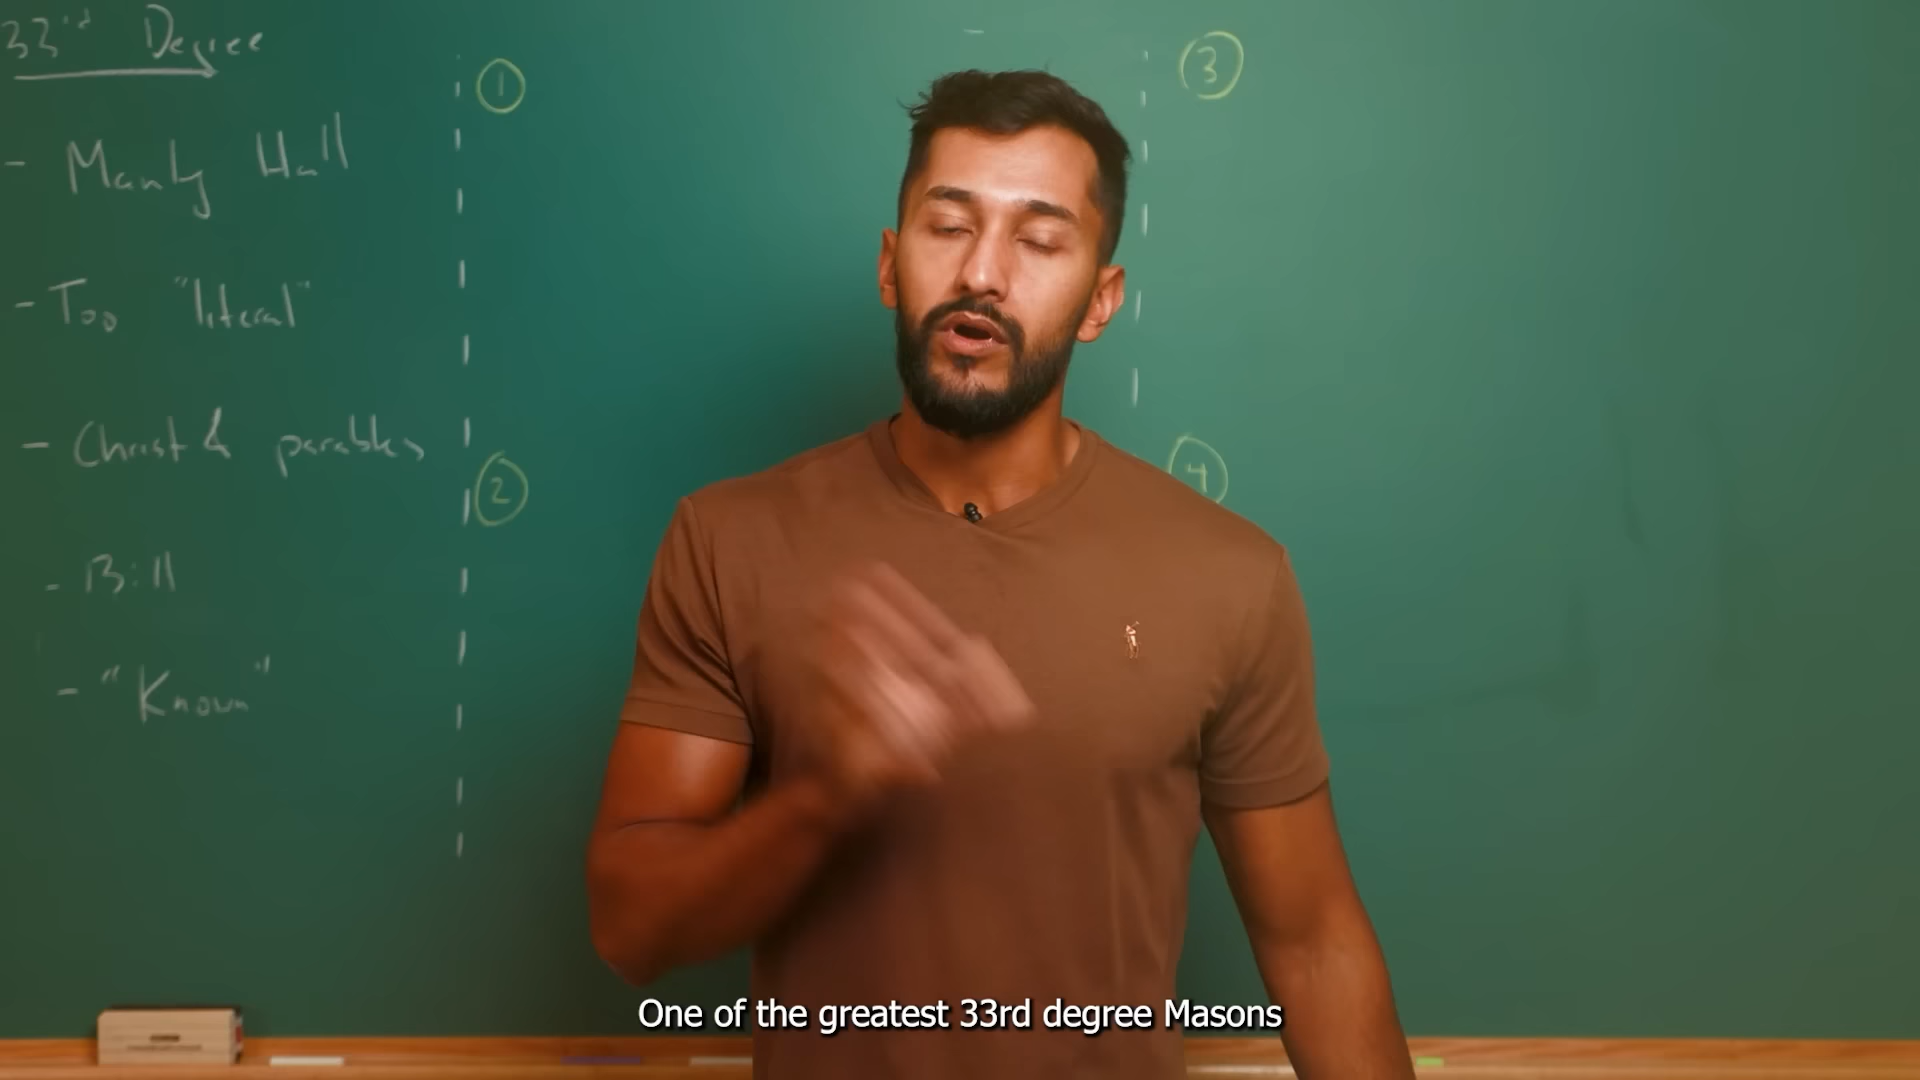 33rd Degree
- Manly Hall
- Too "literal"
- Christ & parables
- 13:11
- "Known"
1
2
3
4
One of the greatest 33rd degree Masons